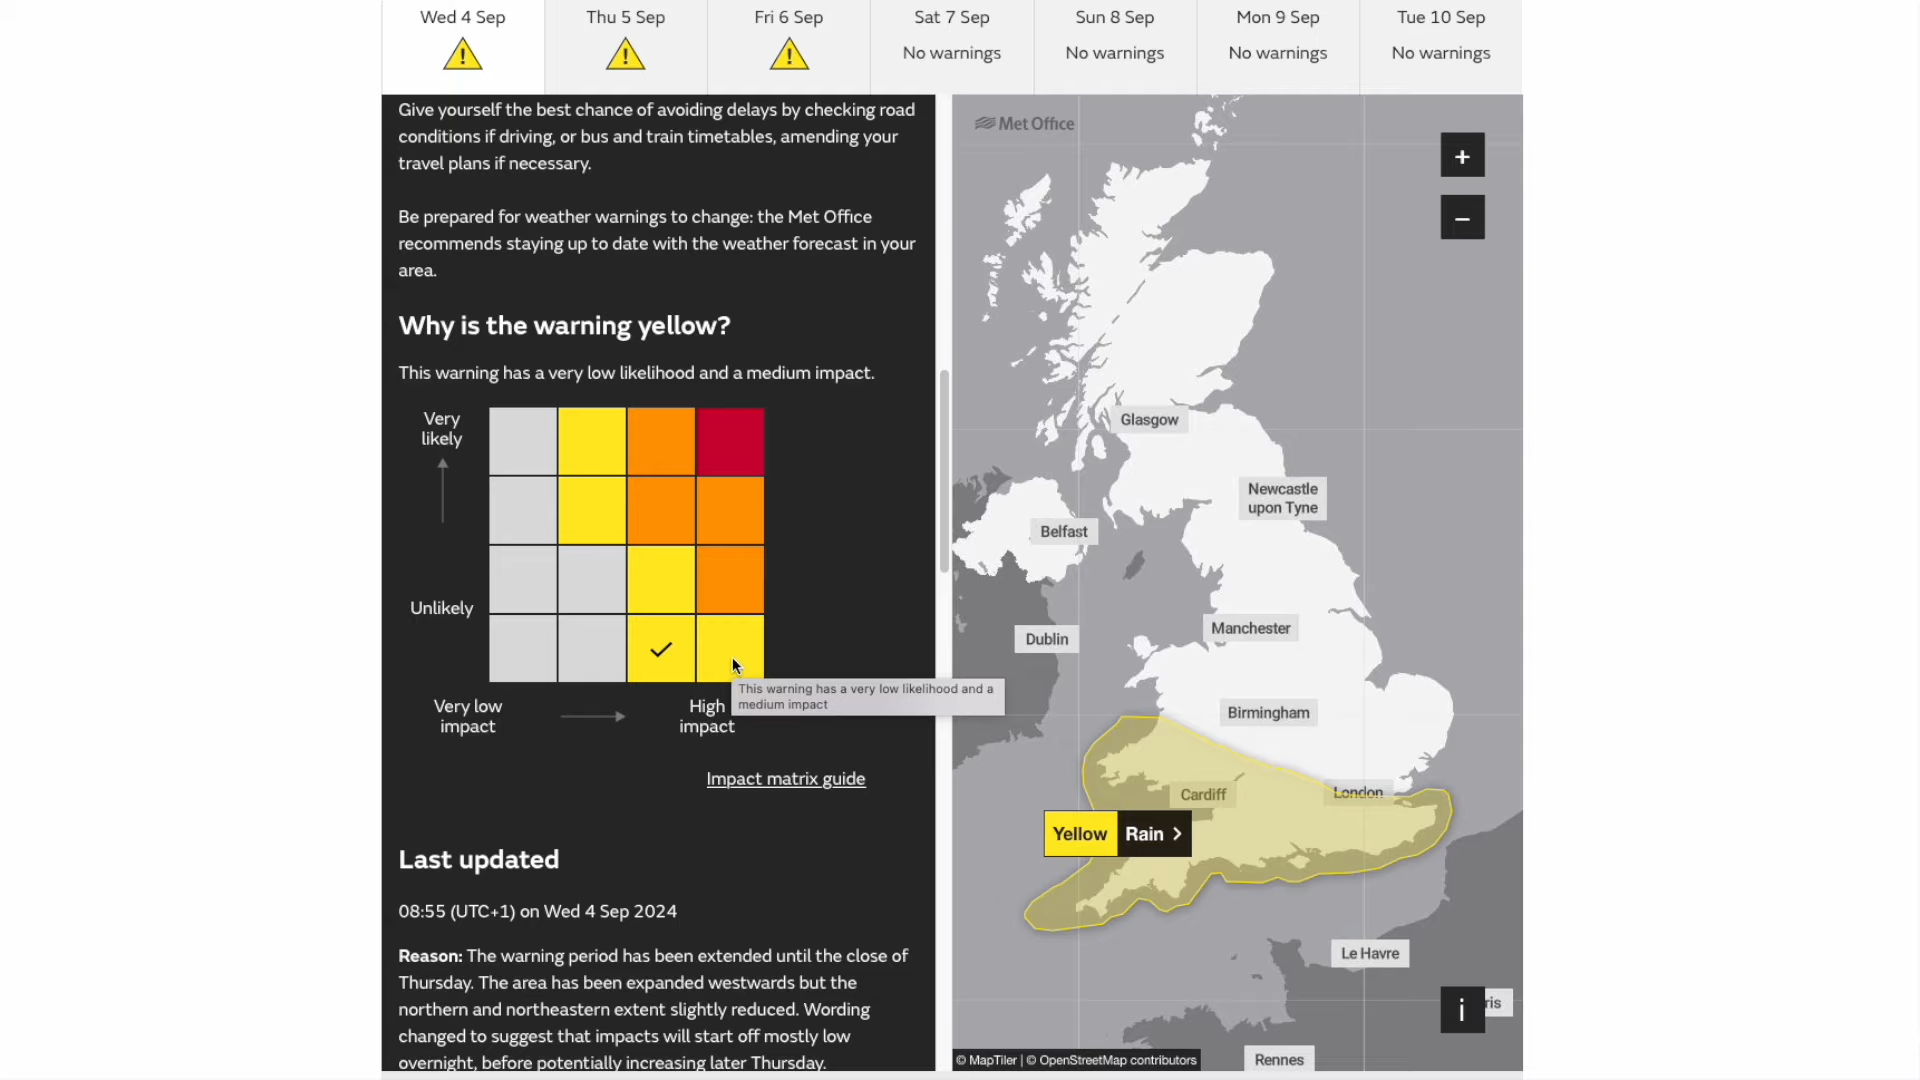 Wed 4 Sep
Thu 5 Sep
Fri 6 Sep
Sat 7 Sep
No warnings
Sun 8 Sep
No warnings
Mon 9 Sep
No warnings
Tue 10 Sep
No warnings
Give yourself the best chance of avoiding delays by checking road
conditions if driving, or bus and train timetables, amending your
travel plans if necessary.
Be prepared for weather warnings to change: the Met Office
recommends staying up to date with the weather forecast in your
area.
Why is the warning yellow?
This warning has a very low likelihood and a medium impact.
Very
likely
Unlikely
Very low
impact
High
impact
This warning has a very low likelihood and a
medium impact
Impact matrix guide
Last updated
08:55 (UTC+1) on Wed 4 Sep 2024
Reason: The warning period has been extended until the close of
Thursday. The area has been expanded westwards but the
northern and northeastern extent slightly reduced. Wording
changed to suggest that impacts will start off mostly low
overnight, before potentially increasing later Thursday.
Met Office
+
−
Glasgow
Newcastle
upon Tyne
Belfast
Manchester
Dublin
Birmingham
Cardiff
London
Yellow Rain >
Le Havre
i
ris
© MapTiler | © OpenStreetMap contributors
Rennes